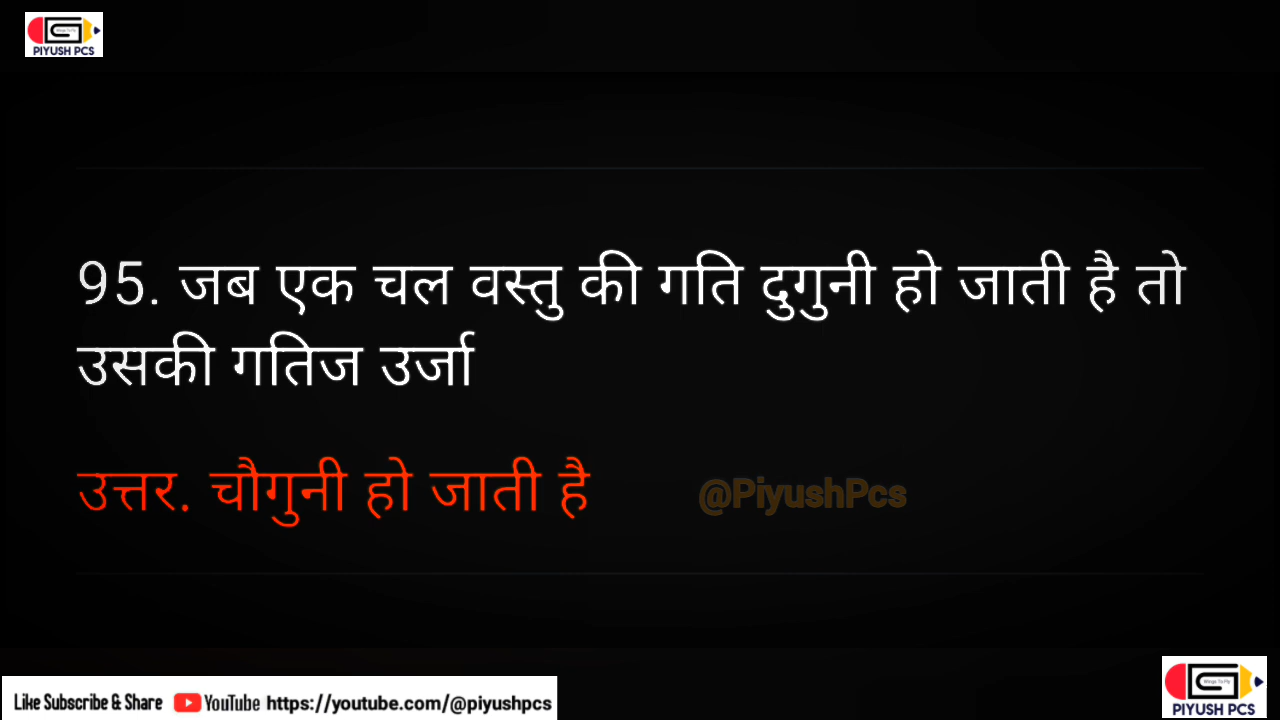 PIYUSH PCS
95. जब एक चल वस्तु की गति दुगुनी हो जाती है तो
उसकी गतिज उर्जा
उत्तर. चौगुनी हो जाती है
@PiyushPcs
Like Subscribe & Share YouTube https://youtube.com/@piyushpcs
PIYUSH PCS